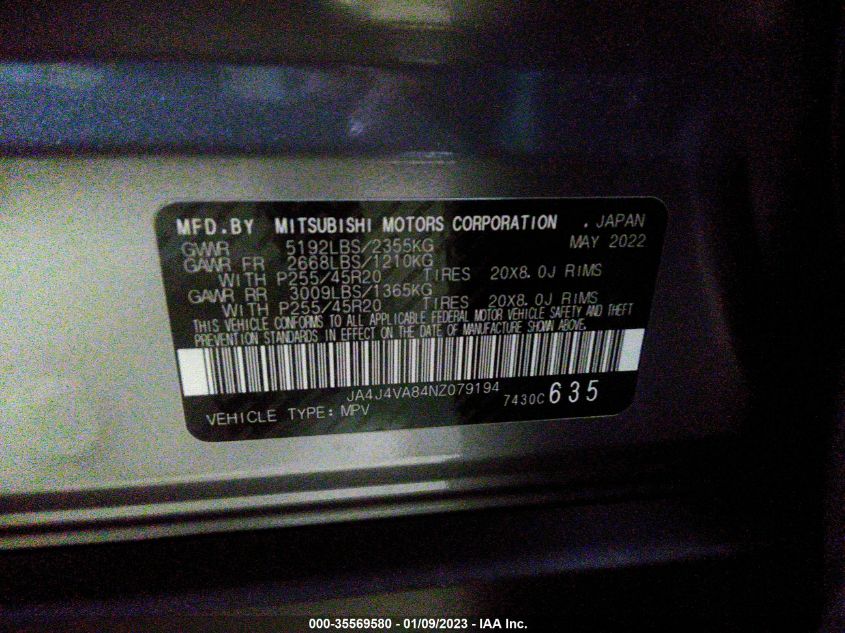 MFD.BY MITSUBISHI MOTORS CORPORATION . JAPAN
GVWR 5192LBS/2355KG MAY 2022
GAWR FR 2668LBS/1210KG
WITH P255/45R20 TIRES 20X8.0J RIMS
GAWR RR 3009LBS/1365KG
WITH P255/45R20 TIRES 20X8.0J RIMS
THIS VEHICLE CONFORMS TO ALL APPLICABLE FEDERAL MOTOR VEHICLE SAFETY AND THEFT
PREVENTION STANDARDS IN EFFECT ON THE DATE OF MANUFACTURE SHOWN ABOVE.
JA4J4VA84NZ079194 7430C 635
VEHICLE TYPE: MPV
000-35569580 - 01/09/2023 - IAA Inc.